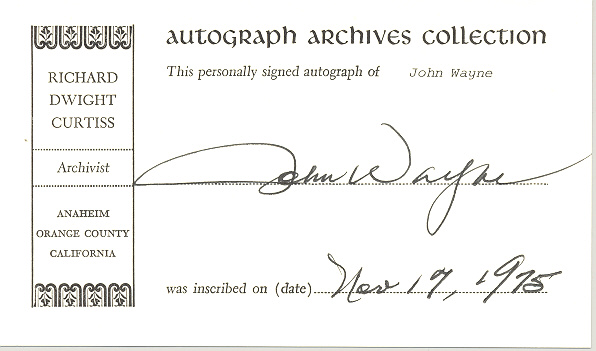 autograph archives collection
This personally signed autograph of John Wayne
RICHARD
DWIGHT
CURTISS
Archivist
ANAHEIM
ORANGE COUNTY
CALIFORNIA
John Wayne
was inscribed on (date) Nov 17, 1975